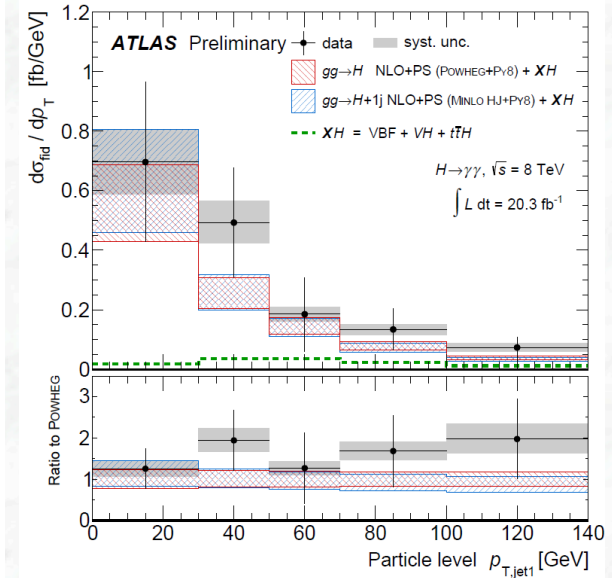 ATLAS Preliminary
data
syst. unc.
gg→H NLO+PS (POWHEG+PY8) + XH
gg→H+1j NLO+PS (MINLO HJ+PY8) + XH
XH = VBF + VH + tt̄H
H→γγ, √s = 8 TeV
∫ L dt = 20.3 fb⁻¹
dσfid / dpT [fb/GeV]
1.2
1
0.8
0.6
0.4
0.2
0
Ratio to POWHEG
3
2
1
0
0 20 40 60 80 100 120 140
Particle level pT,jet1 [GeV]